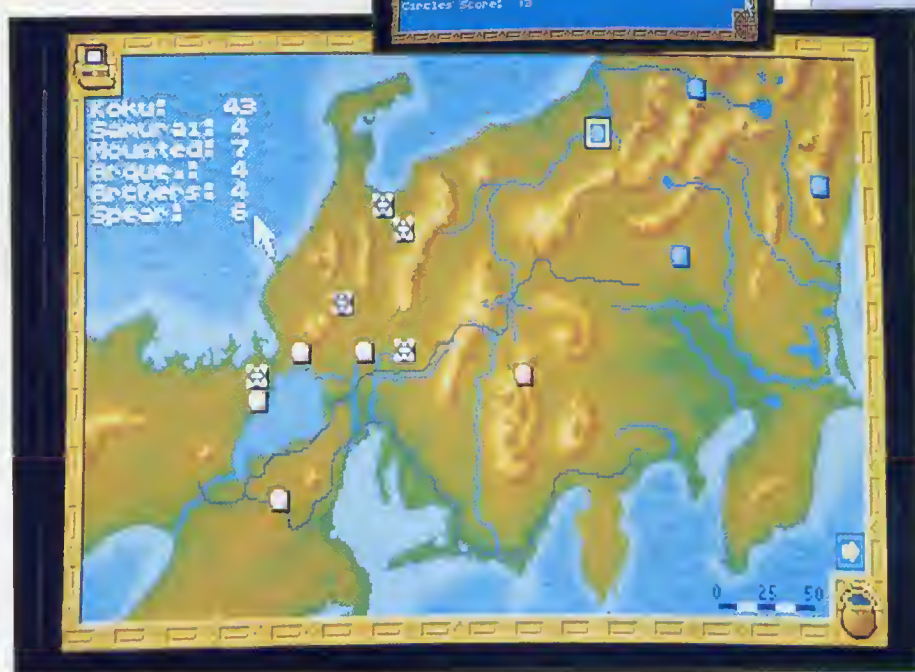 Circles Score: 13
Koku: 43
Samurai: 4
Mounted: 7
Arque.: 4
Archers: 4
Spear: 6
0 25 50